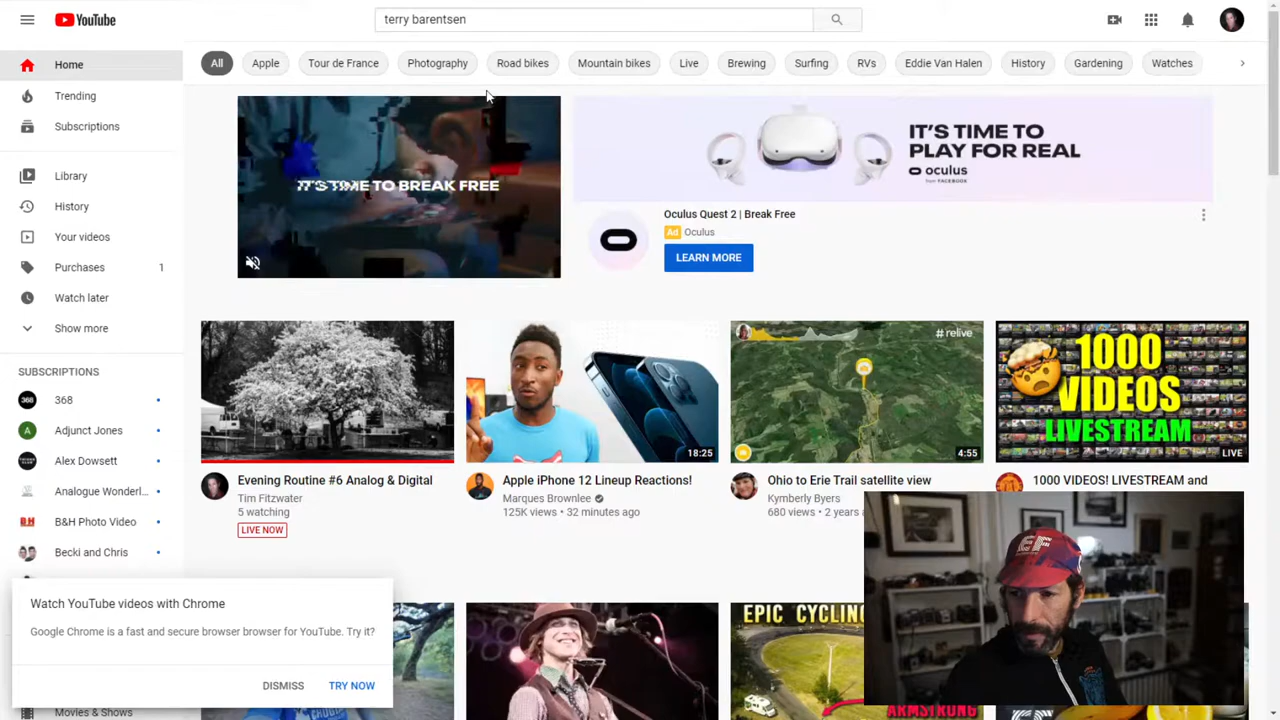 YouTube
terry barentsen
Home
Trending
Subscriptions
Library
History
Your videos
Purchases 1
Watch later
Show more
SUBSCRIPTIONS
368 368
A Adjunct Jones
Alex Dowsett
Analogue Wonderl...
B&H Photo Video
Becki and Chris
Movies & Shows
All Apple Tour de France Photography Road bikes Mountain bikes Live Brewing Surfing RVs Eddie Van Halen History Gardening Watches
IT'S TIME TO BREAK FREE
IT'S TIME TO
PLAY FOR REAL
oculus
from FACEBOOK
Oculus Quest 2 | Break Free
Ad Oculus
LEARN MORE
18:25
#relive
4:55
1000
VIDEOS
LIVESTREAM
LIVE
Evening Routine #6 Analog & Digital
Tim Fitzwater
5 watching
LIVE NOW
Apple iPhone 12 Lineup Reactions!
Marques Brownlee
125K views • 32 minutes ago
Ohio to Erie Trail satellite view
Kymberly Byers
680 views • 2 years a
1000 VIDEOS! LIVESTREAM and
Watch YouTube videos with Chrome
Google Chrome is a fast and secure browser browser for YouTube. Try it?
DISMISS TRY NOW
EPIC CYCLING
ARMSTRONG
EF